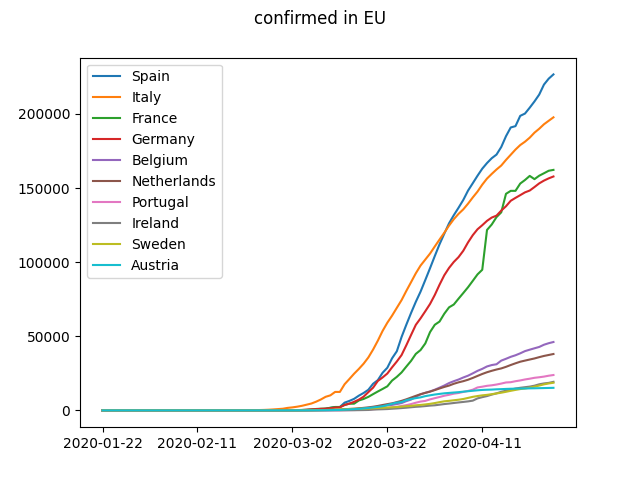 confirmed in EU
Spain
Italy
France
Germany
Belgium
Netherlands
Portugal
Ireland
Sweden
Austria
200000
150000
100000
50000
0
2020-01-22 2020-02-11 2020-03-02 2020-03-22 2020-04-11